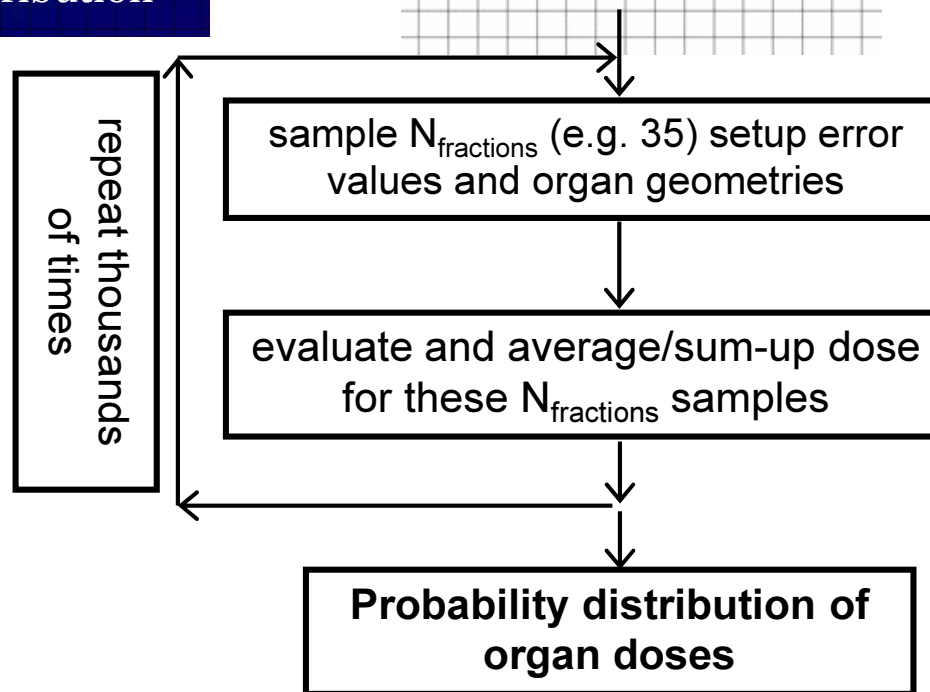 sample N_fractions (e.g. 35) setup error
values and organ geometries
repeat thousands
of times
evaluate and average/sum-up dose
for these N_fractions samples
Probability distribution of
organ doses